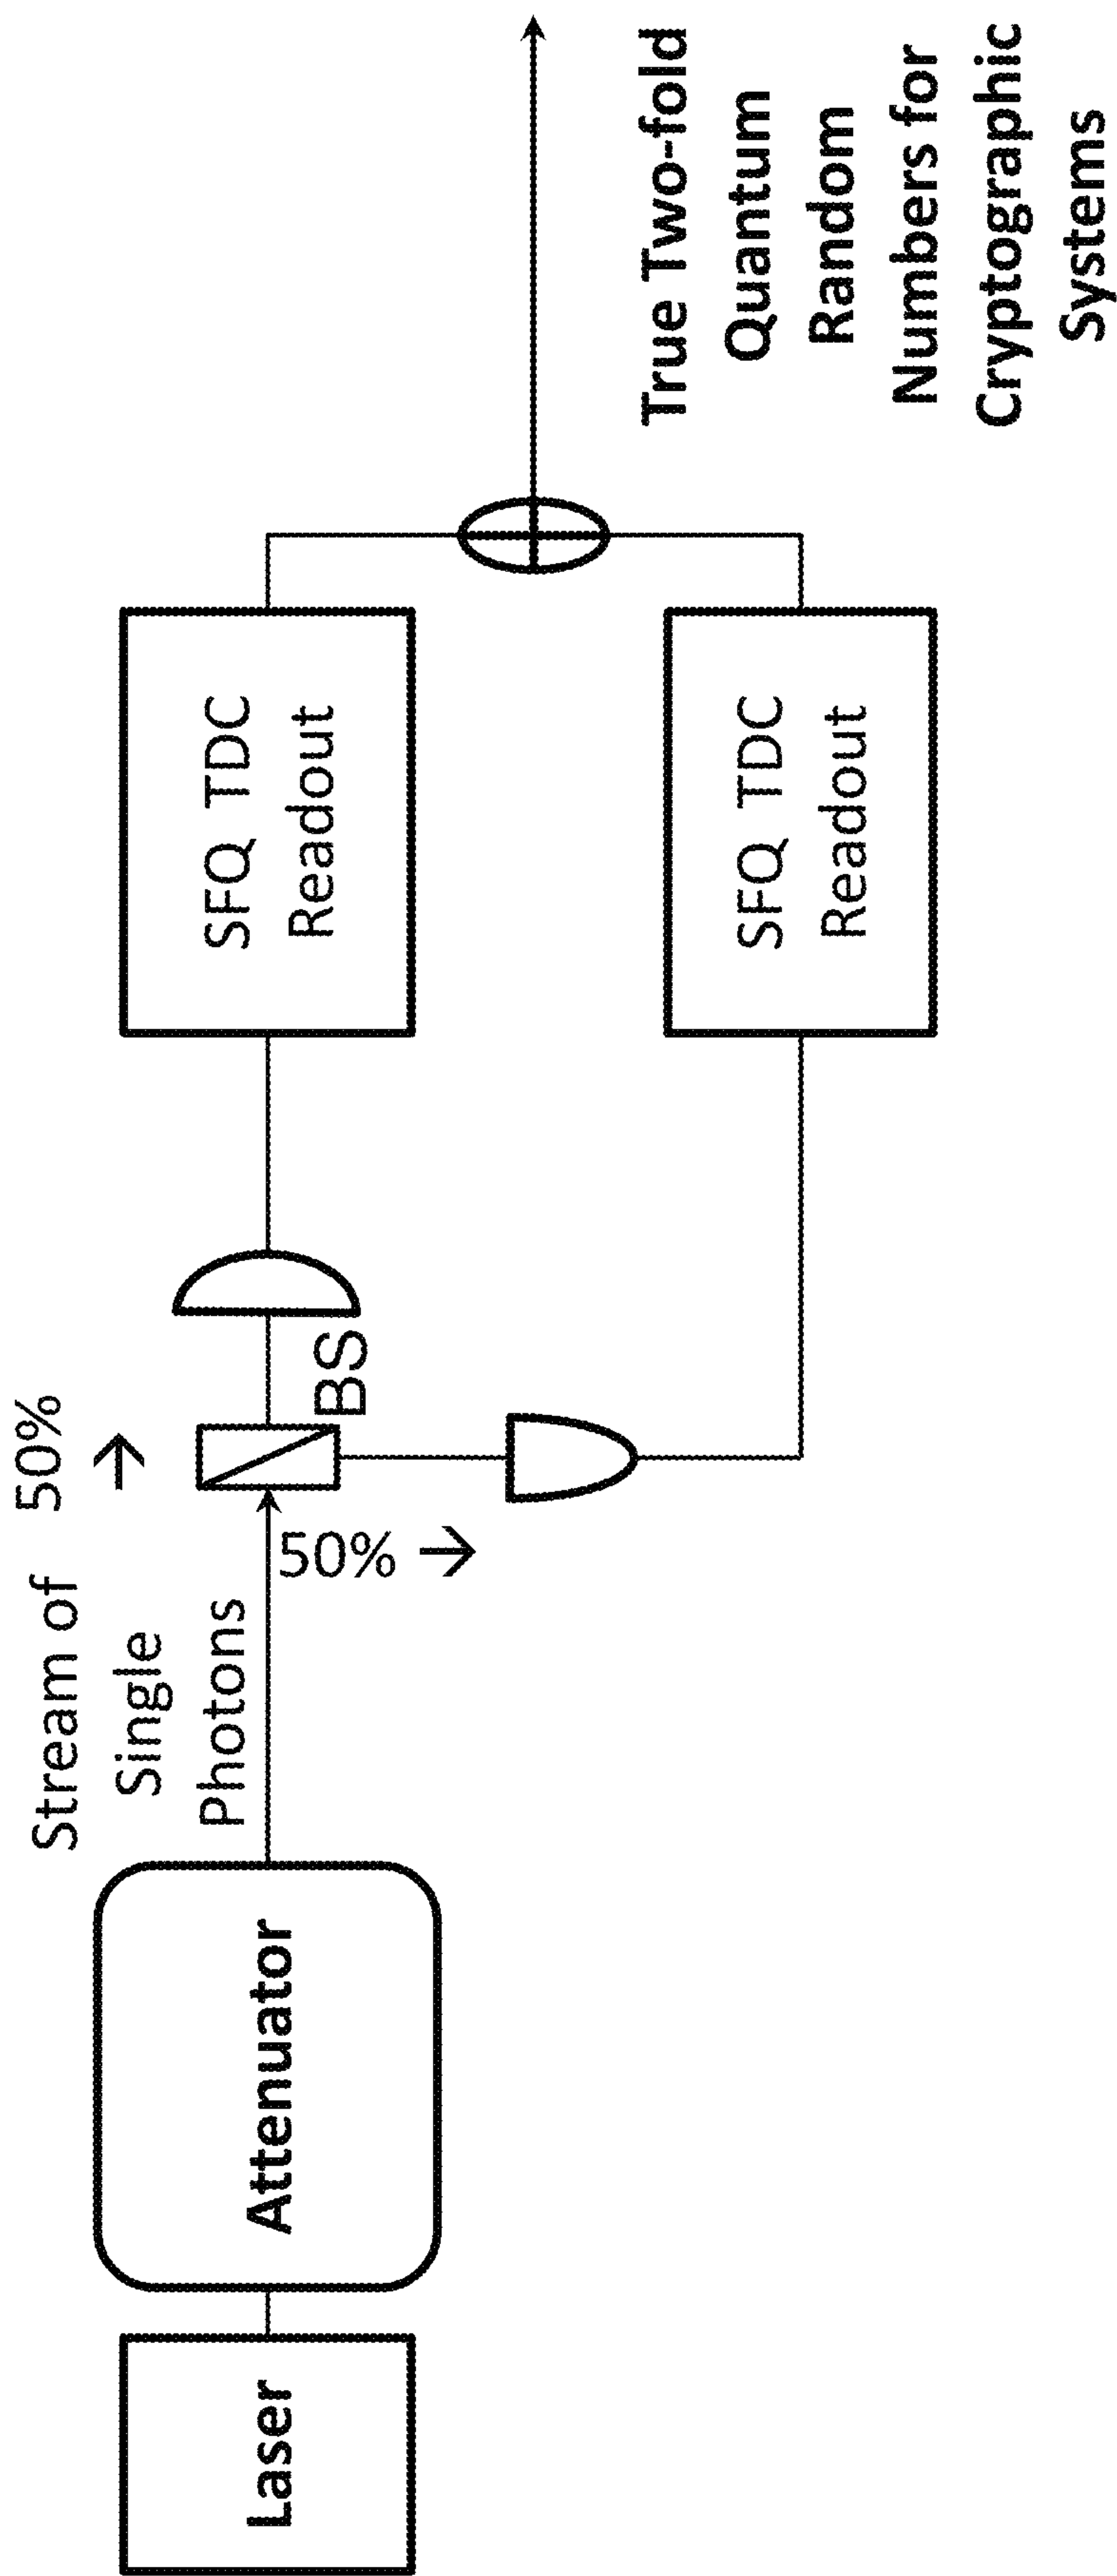 Laser
Attenuator
Stream of
Single
Photons
50%
50%
BS
SFQ TDC
Readout
SFQ TDC
Readout
True Two-fold
Quantum
Random
Numbers for
Cryptographic
Systems